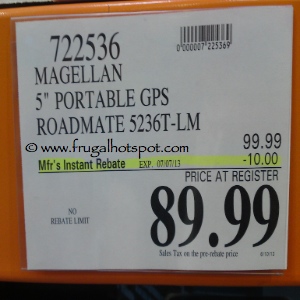 722536
0000007225369
MAGELLAN
5" PORTABLE GPS
ROADMATE 5236T-LM
© www.frugalhotspot.com
99.99
Mfr's Instant Rebate EXP. 07/07/13 -10.00
PRICE AT REGISTER
NO
REBATE LIMIT
89.99
Sales Tax on the pre-rebate price